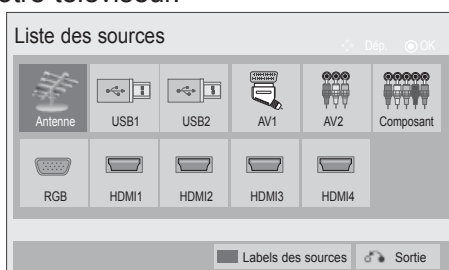 Liste des sources
Dép. OK
Antenne USB1 USB2 AV1 AV2 Composant
RGB HDMI1 HDMI2 HDMI3 HDMI4
Labels des sources Sortie